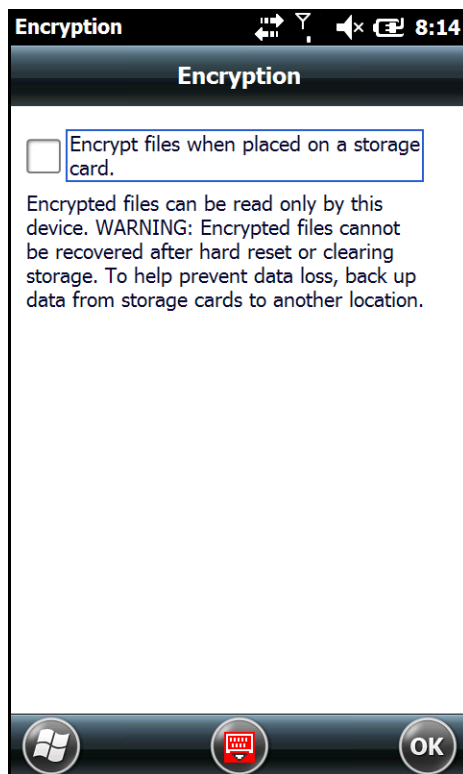 Encryption 8:14
Encryption
Encrypt files when placed on a storage
card.
Encrypted files can be read only by this
device. WARNING: Encrypted files cannot
be recovered after hard reset or clearing
storage. To help prevent data loss, back up
data from storage cards to another location.
OK